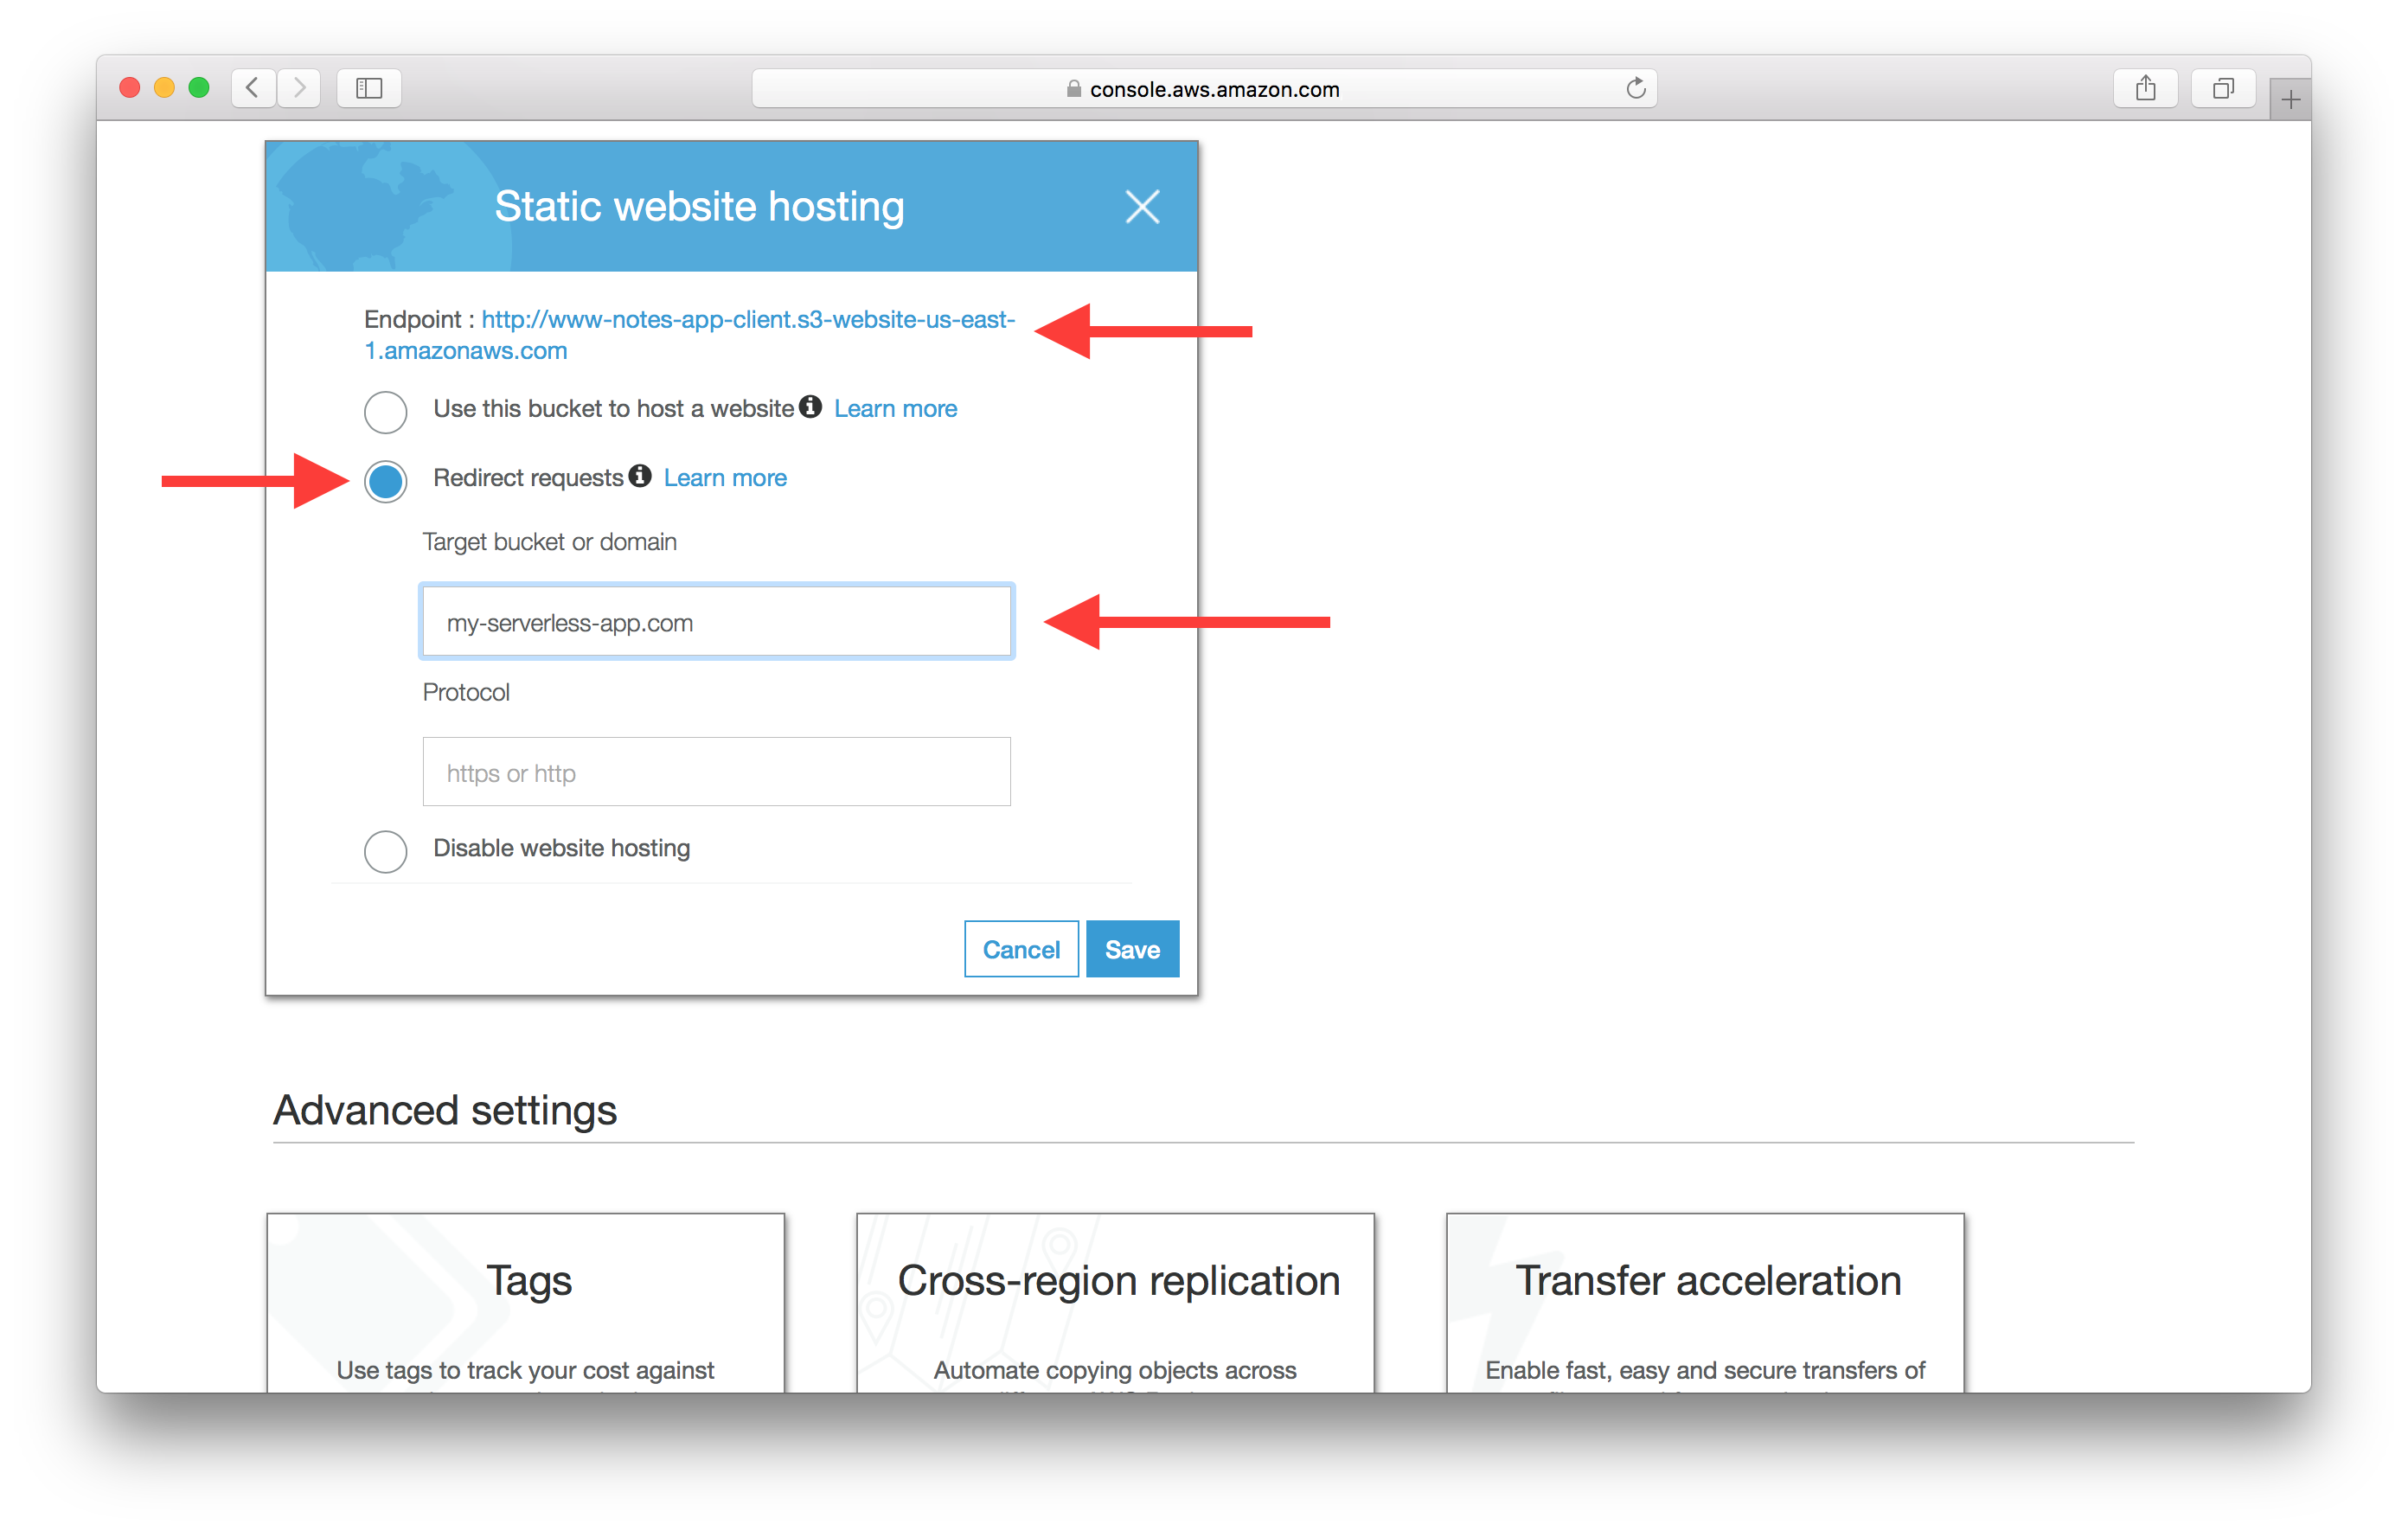 console.aws.amazon.com
Static website hosting
Endpoint : http://www-notes-app-client.s3-website-us-east-
1.amazonaws.com
Use this bucket to host a website Learn more
Redirect requests Learn more
Target bucket or domain
my-serverless-app.com
Protocol
https or http
Disable website hosting
Cancel Save
Advanced settings
Tags Cross-region replication Transfer acceleration
Use tags to track your cost against Automate copying objects across Enable fast, easy and secure transfers of